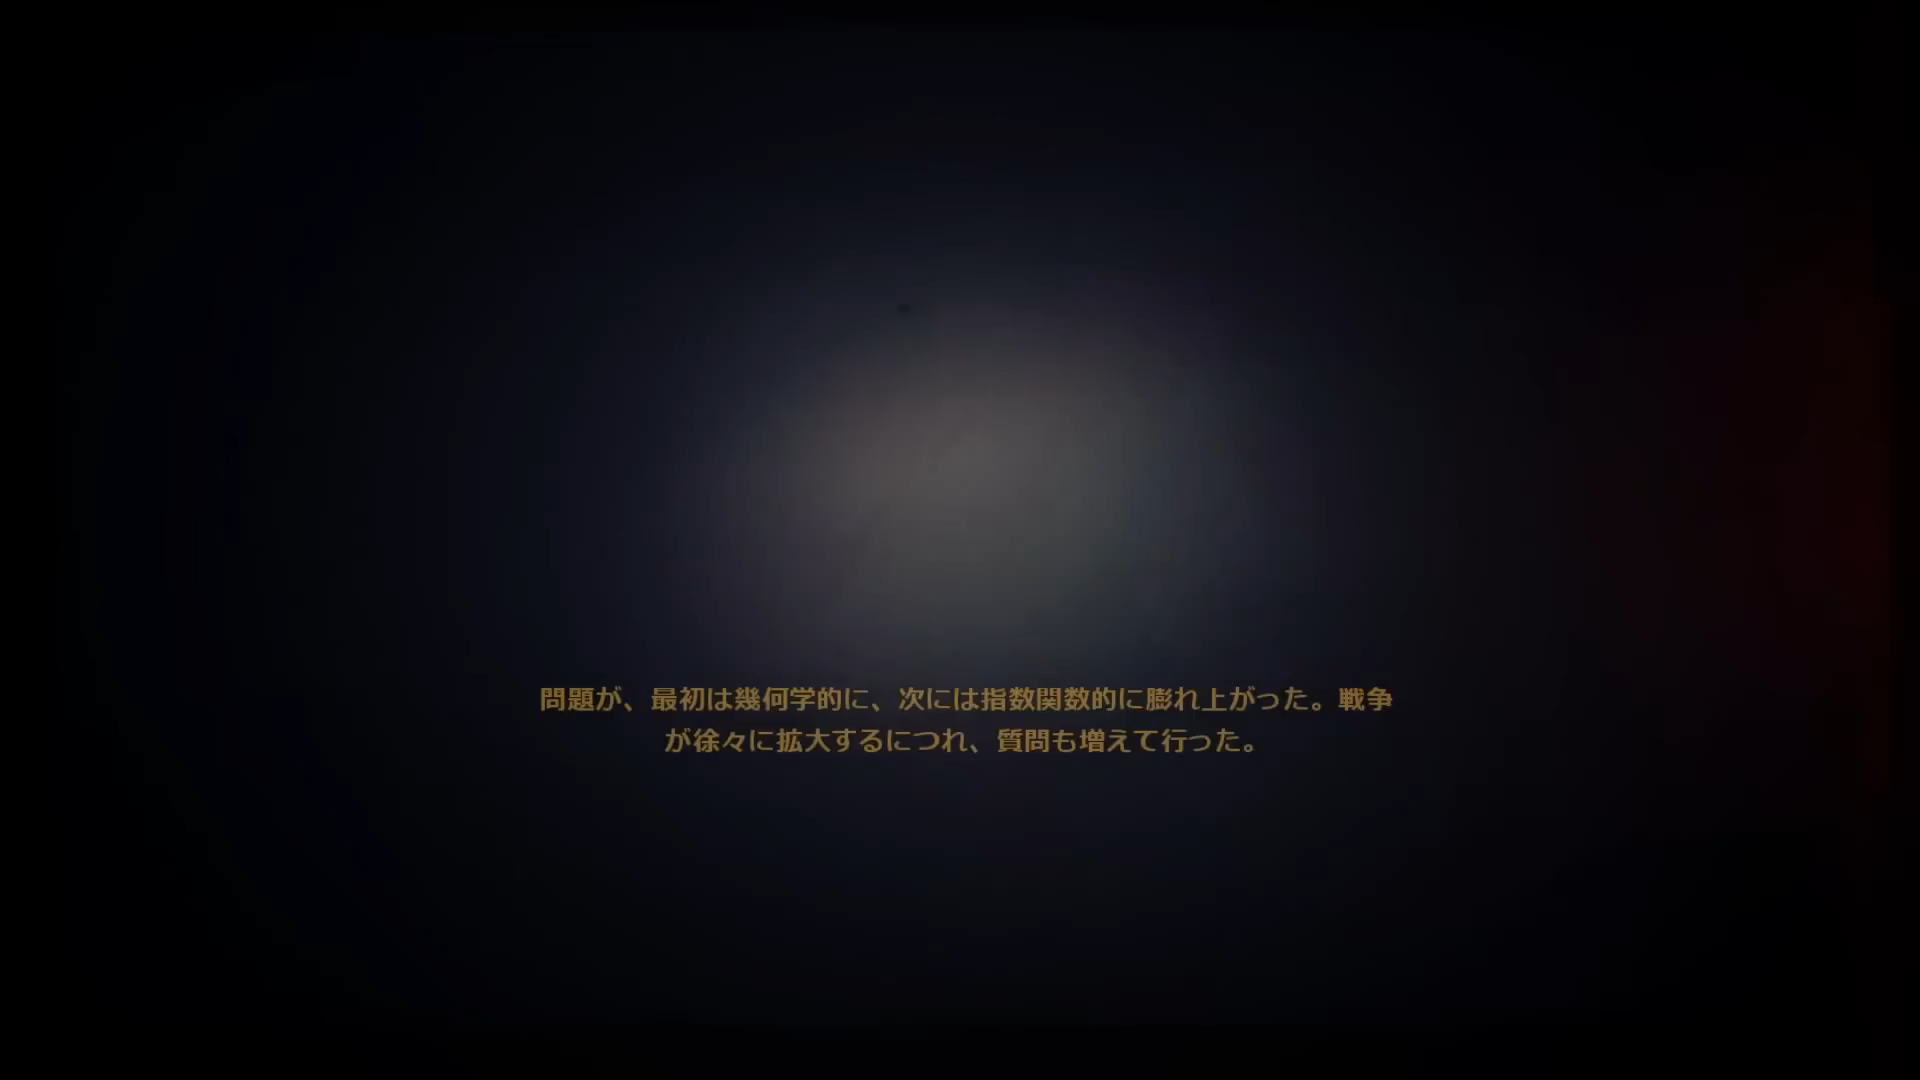 問題が、最初は幾何学的に、次には指数関数的に膨れ上がった。戦争
が徐々に拡大するにつれ、質問も増えて行った。